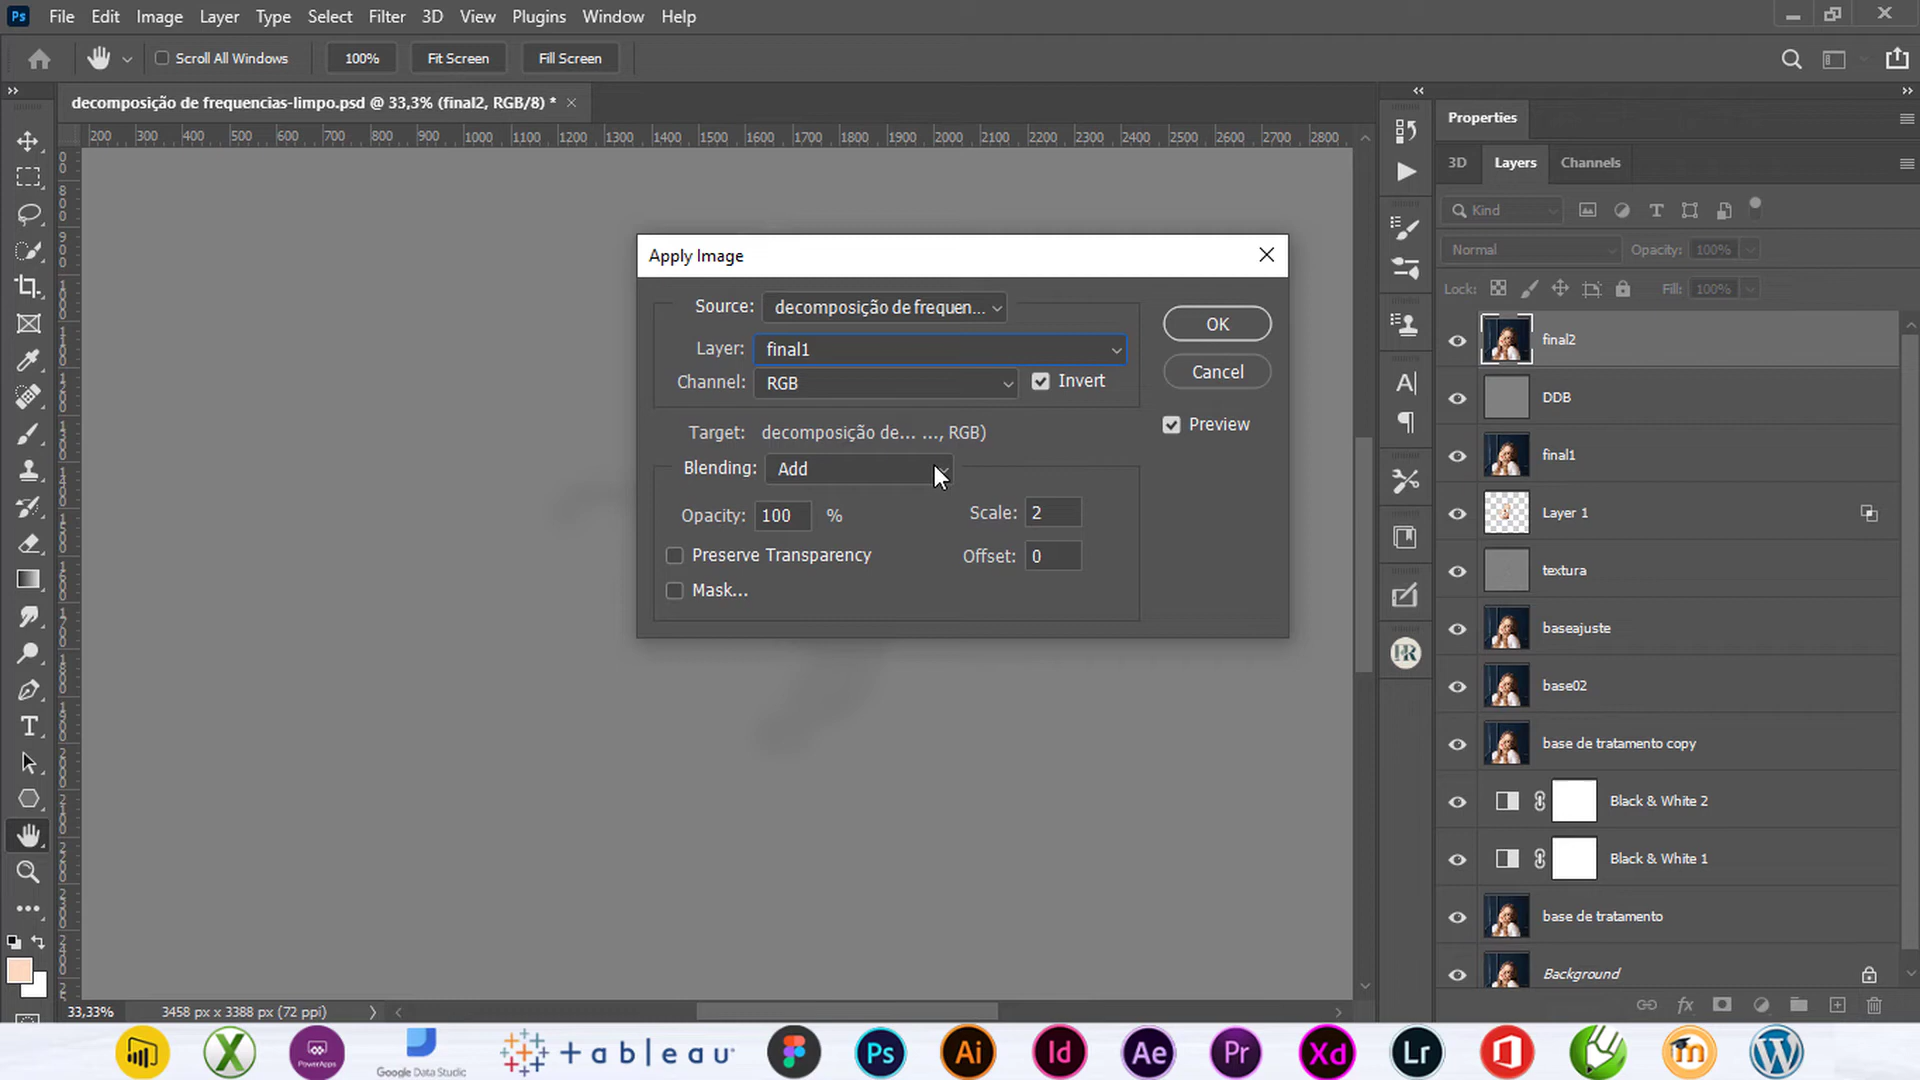 Ps File Edit Image Layer Type Select Filter 3D View Plugins Window Help
Scroll All Windows 100% Fit Screen Fill Screen
decomposição de frequencias-limpo.psd @ 33,3% (final2, RGB/8) *
200 300 400 500 600 700 800 900 1000 1100 1200 1300 1400 1500 1600 1700 1800 1900 2000 2100 2200 2300 2400 2500 2600 2700 2800
Properties
3D Layers Channels
Kind
Normal Opacity: 100%
Lock: Fill: 100%
final2
DDB
final1
Layer 1
textura
baseajuste
base02
base de tratamento copy
Black & White 2
Black & White 1
base de tratamento
Background
Apply Image
Source: decomposição de frequen...
Layer: final1
Channel: RGB Invert
Target: decomposição de... ..., RGB)
Blending: Add
Opacity: 100 % Scale: 2
Preserve Transparency Offset: 0
Mask...
OK
Cancel
Preview
33,33% 3458 px x 3388 px (72 ppi)
PowerApps
Google Data Studio
tableau
Ps Ai Id Ae Pr Xd Lr